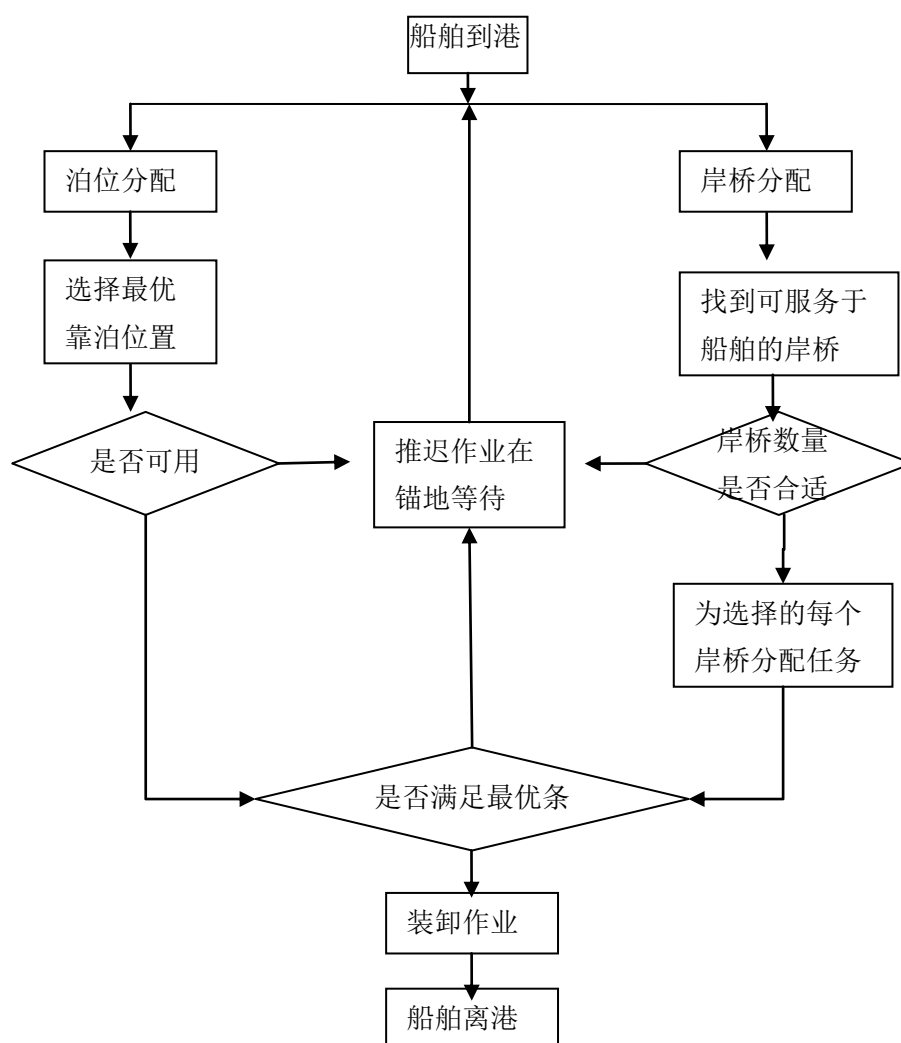 船舶到港
泊位分配
岸桥分配
选择最优
靠泊位置
找到可服务于
船舶的岸桥
是否可用
推迟作业在
锚地等待
岸桥数量
是否合适
为选择的每个
岸桥分配任务
是否满足最优条
装卸作业
船舶离港